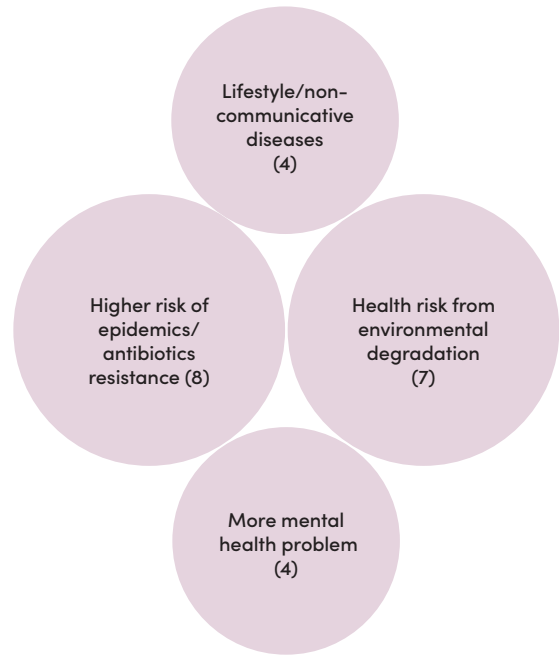 Lifestyle/non-
communicative
diseases
(4)
Higher risk of
epidemics/
antibiotics
resistance (8)
Health risk from
environmental
degradation
(7)
More mental
health problem
(4)